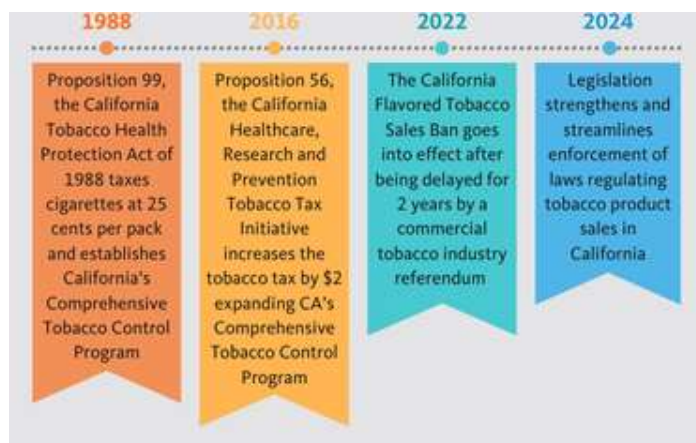 1988
Proposition 99,
the California
Tobacco Health
Protection Act of
1988 taxes
cigarettes at 25
cents per pack
and establishes
California's
Comprehensive
Tobacco Control
Program
2016
Proposition 56,
the California
Healthcare,
Research and
Prevention
Tobacco Tax
Initiative
increases the
tobacco tax by $2
expanding CA's
Comprehensive
Tobacco Control
Program
2022
The California
Flavored Tobacco
Sales Ban goes
into effect after
being delayed for
2 years by a
commercial
tobacco industry
referendum
2024
Legislation
strengthens and
streamlines
enforcement of
laws regulating
tobacco product
sales in
California